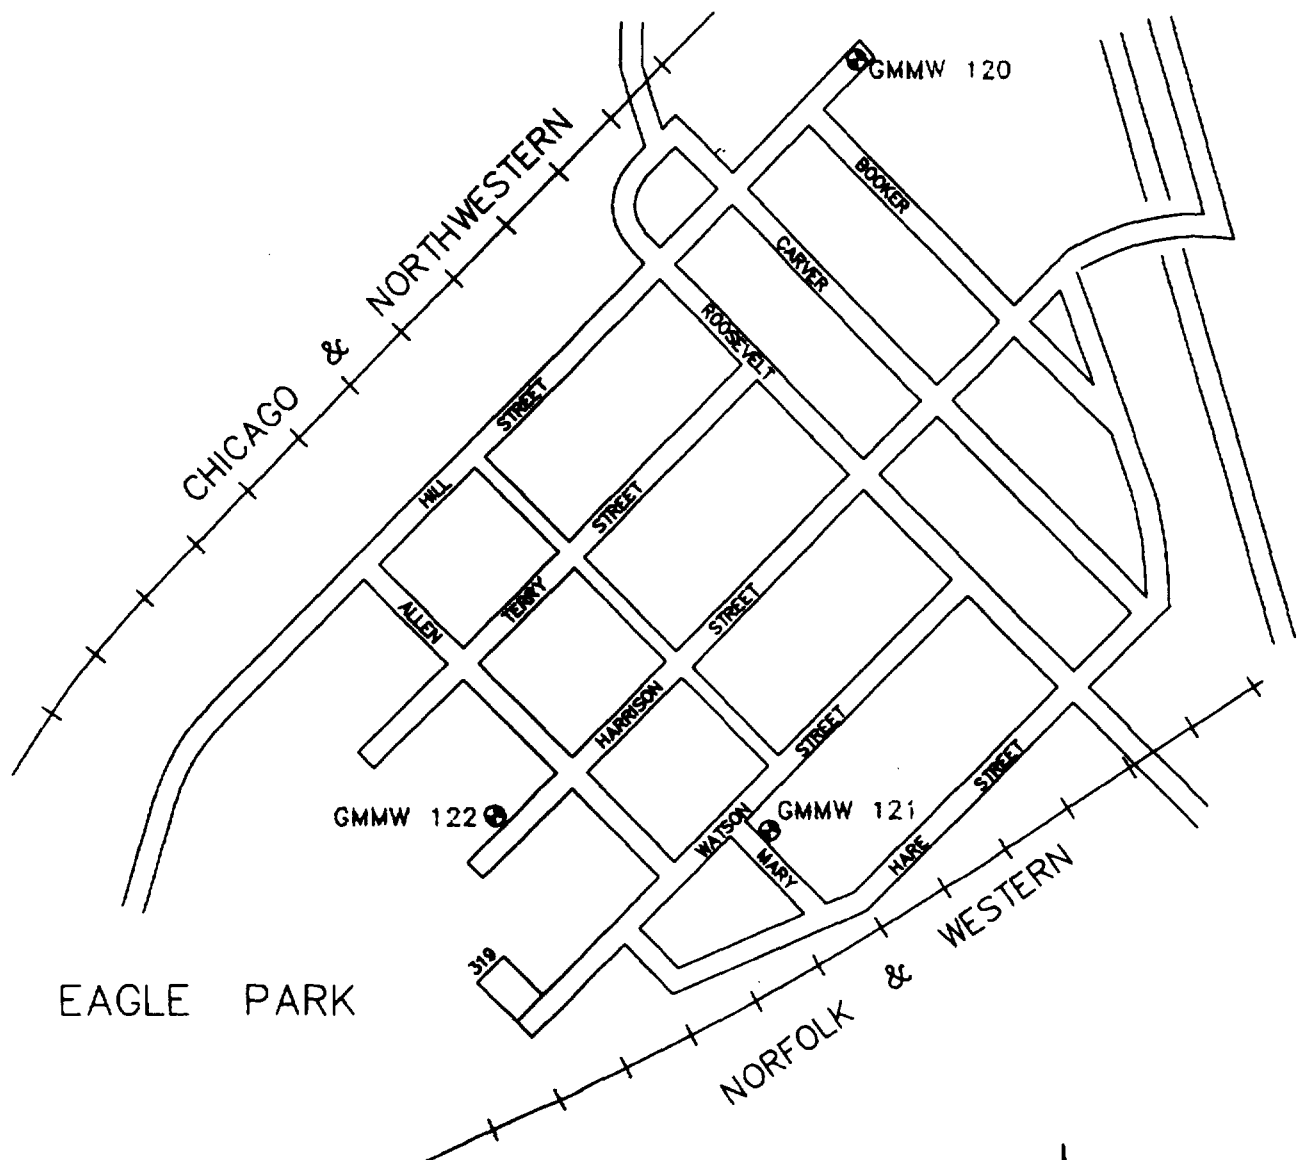 GMMW 120
BOOKER
CHICAGO & NORTHWESTERN
CARVER
ROOSEVELT
HILL STREET
TERRY STREET
ALLEN
HARRISON STREET
WATSON STREET
GMMW 122
GMMW 121
MARY
HARE STREET
319
EAGLE PARK
NORFOLK & WESTERN